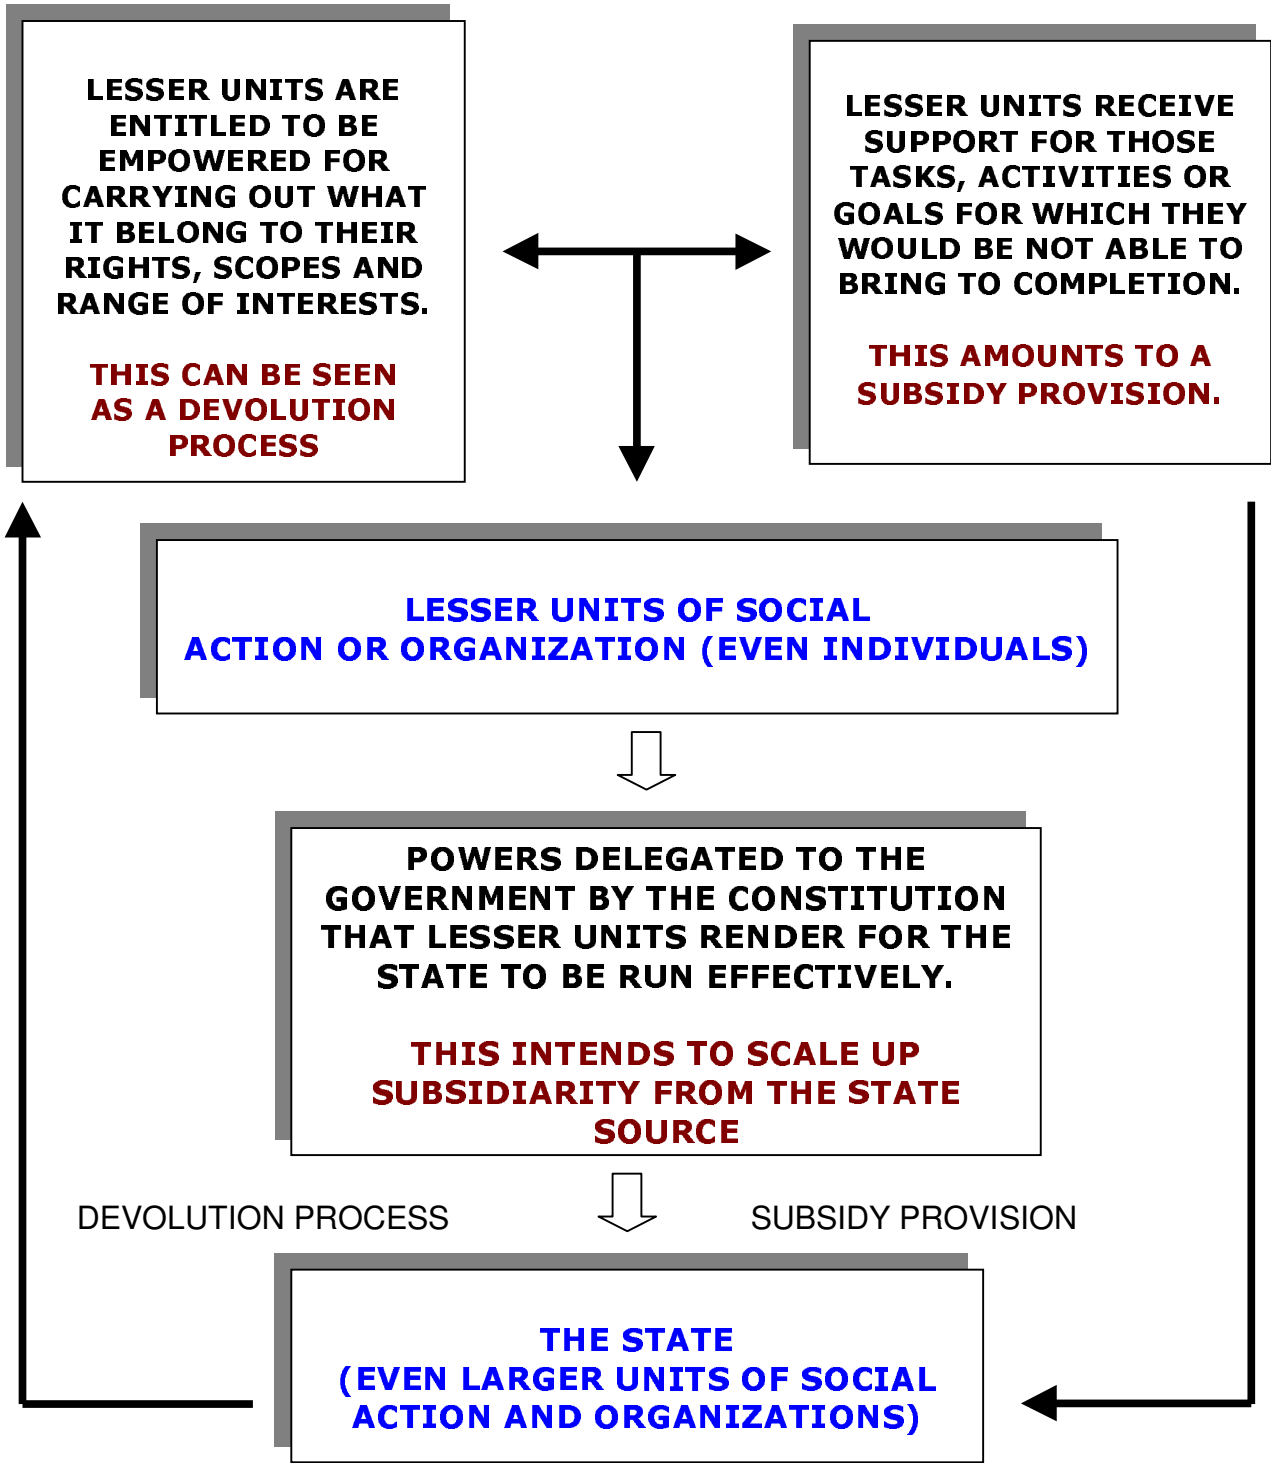 LESSER UNITS ARE
ENTITLED TO BE
EMPOWERED FOR
CARRYING OUT WHAT
IT BELONG TO THEIR
RIGHTS, SCOPES AND
RANGE OF INTERESTS.
THIS CAN BE SEEN
AS A DEVOLUTION
PROCESS
LESSER UNITS RECEIVE
SUPPORT FOR THOSE
TASKS, ACTIVITIES OR
GOALS FOR WHICH THEY
WOULD BE NOT ABLE TO
BRING TO COMPLETION.
THIS AMOUNTS TO A
SUBSIDY PROVISION.
LESSER UNITS OF SOCIAL
ACTION OR ORGANIZATION (EVEN INDIVIDUALS)
POWERS DELEGATED TO THE
GOVERNMENT BY THE CONSTITUTION
THAT LESSER UNITS RENDER FOR THE
STATE TO BE RUN EFFECTIVELY.
THIS INTENDS TO SCALE UP
SUBSIDIARITY FROM THE STATE
SOURCE
DEVOLUTION PROCESS
SUBSIDY PROVISION
THE STATE
(EVEN LARGER UNITS OF SOCIAL
ACTION AND ORGANIZATIONS)